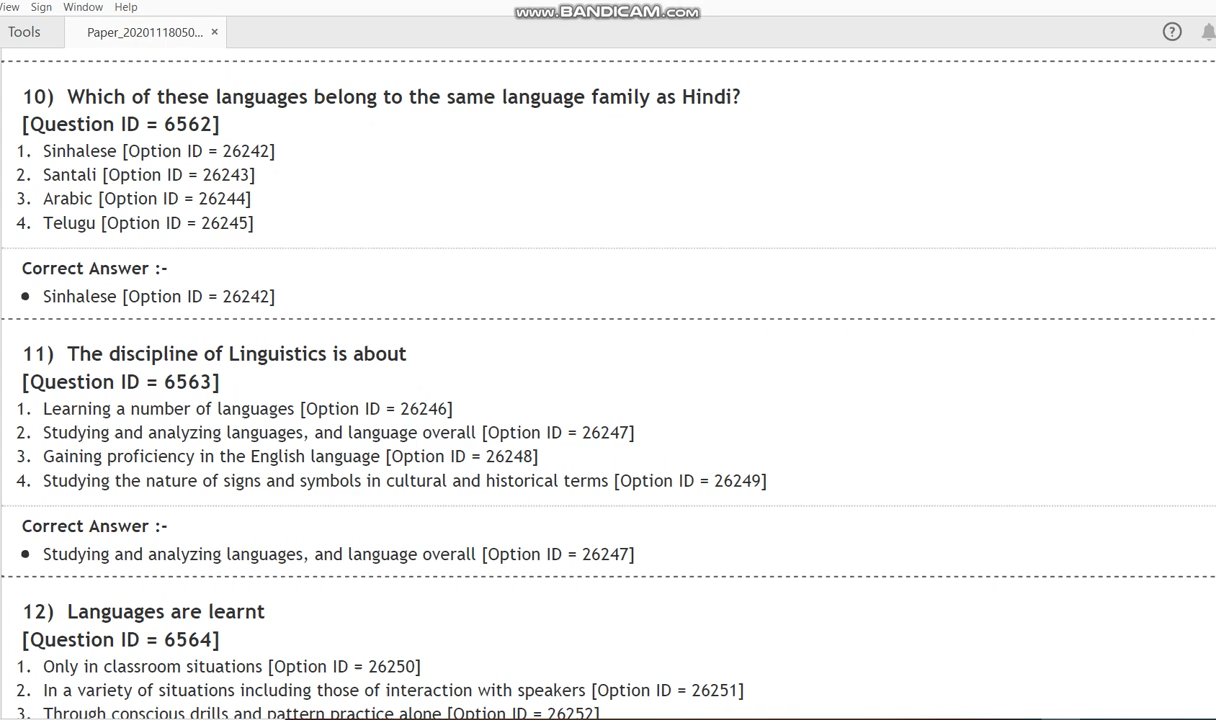 View Sign Window Help
www.BANDICAM.com
Tools Paper_20201118050... × ?
10) Which of these languages belong to the same language family as Hindi?
[Question ID = 6562]
1. Sinhalese [Option ID = 26242]
2. Santali [Option ID = 26243]
3. Arabic [Option ID = 26244]
4. Telugu [Option ID = 26245]
Correct Answer :-
• Sinhalese [Option ID = 26242]
11) The discipline of Linguistics is about
[Question ID = 6563]
1. Learning a number of languages [Option ID = 26246]
2. Studying and analyzing languages, and language overall [Option ID = 26247]
3. Gaining proficiency in the English language [Option ID = 26248]
4. Studying the nature of signs and symbols in cultural and historical terms [Option ID = 26249]
Correct Answer :-
• Studying and analyzing languages, and language overall [Option ID = 26247]
12) Languages are learnt
[Question ID = 6564]
1. Only in classroom situations [Option ID = 26250]
2. In a variety of situations including those of interaction with speakers [Option ID = 26251]
3. Through conscious drills and pattern practice alone [Option ID = 26252]